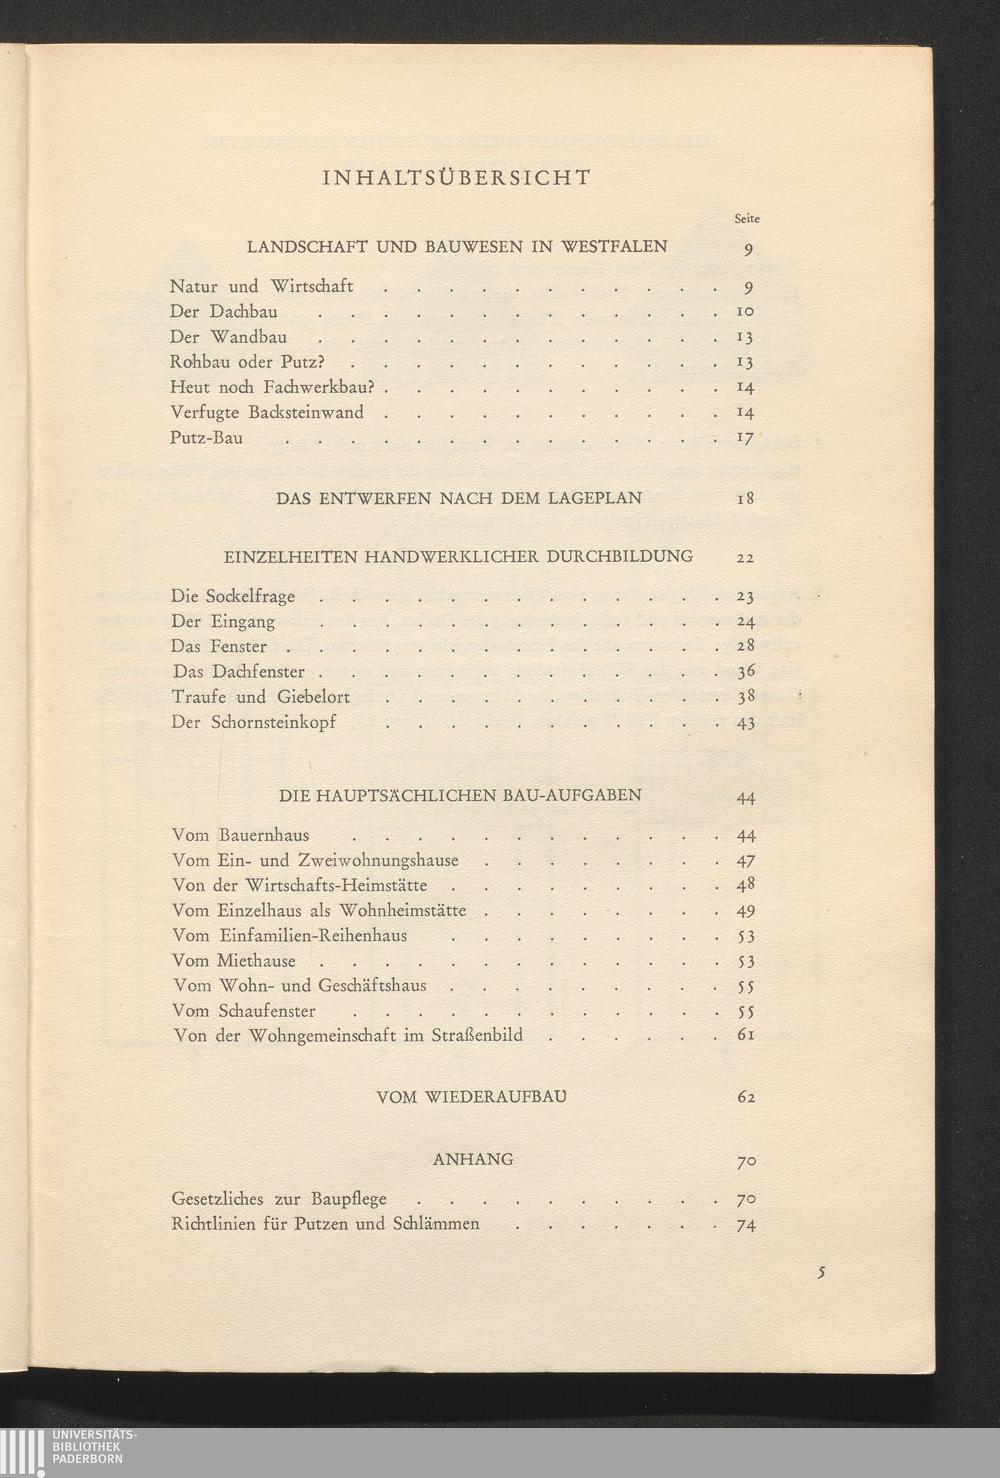 INHALTSÜBERSICHT
Seite
LANDSCHAFT UND BAUWESEN IN WESTFALEN 9
Natur und Wirtschaft . . . . . . . . . . . 9
Der Dachbau . . . . . . . . . . . . . 10
Der Wandbau . . . . . . . . . . . . . 13
Rohbau oder Putz? . . . . . . . . . . . . 13
Heut noch Fachwerkbau? . . . . . . . . . . . 14
Verfugte Backsteinwand . . . . . . . . . . . 14
Putz-Bau . . . . . . . . . . . . . . 17
DAS ENTWERFEN NACH DEM LAGEPLAN 18
EINZELHEITEN HANDWERKLICHER DURCHBILDUNG 22
Die Sockelfrage . . . . . . . . . . . . . 23
Der Eingang . . . . . . . . . . . . . 24
Das Fenster . . . . . . . . . . . . . 28
Das Dachfenster . . . . . . . . . . . . . 36
Traufe und Giebelort . . . . . . . . . . . 38
Der Schornsteinkopf . . . . . . . . . . . 43
DIE HAUPTSÄCHLICHEN BAU-AUFGABEN 44
Vom Bauernhaus . . . . . . . . . . . . 44
Vom Ein- und Zweiwohnungshause . . . . . . . . 47
Von der Wirtschafts-Heimstätte . . . . . . . . . 48
Vom Einzelhaus als Wohnheimstätte . . . . . . . . 49
Vom Einfamilien-Reihenhaus . . . . . . . . . 53
Vom Miethause . . . . . . . . . . . . . 53
Vom Wohn- und Geschäftshaus . . . . . . . . . 55
Vom Schaufenster . . . . . . . . . . . . 55
Von der Wohngemeinschaft im Straßenbild . . . . . . 61
VOM WIEDERAUFBAU 62
ANHANG 70
Gesetzliches zur Baupflege . . . . . . . . . . 70
Richtlinien für Putzen und Schlämmen . . . . . . . 74
5
UNIVERSITÄTS-
BIBLIOTHEK
PADERBORN